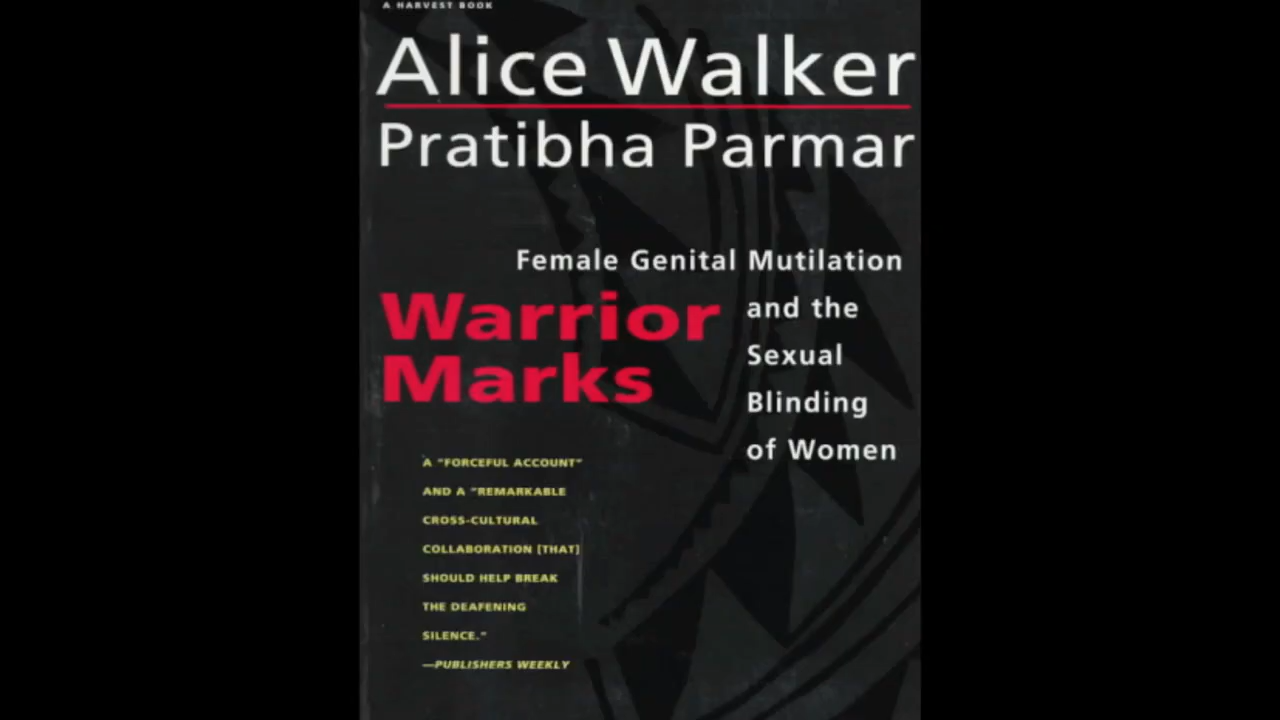 A HARVEST BOOK
Alice Walker
Pratibha Parmar
Female Genital Mutilation
Warrior
Marks
and the
Sexual
Blinding
of Women
A "FORCEFUL ACCOUNT"
AND A "REMARKABLE
CROSS-CULTURAL
COLLABORATION [THAT]
SHOULD HELP BREAK
THE DEAFENING
SILENCE."
—PUBLISHERS WEEKLY